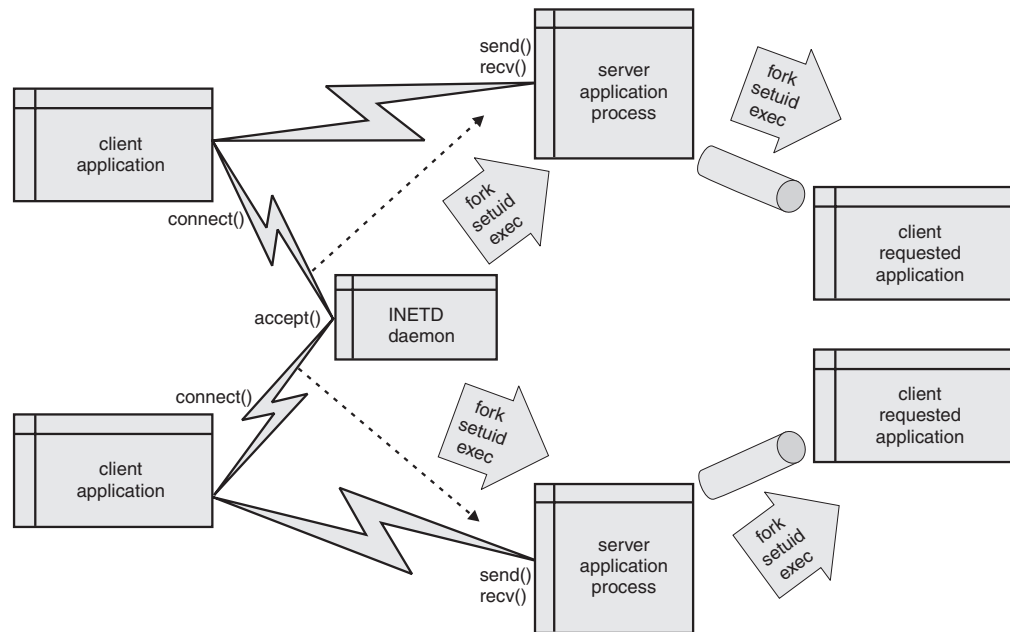 send()
recv()
server
application
process
fork
setuid
exec
client
application
connect()
fork
setuid
exec
client
requested
application
accept()
INETD
daemon
connect()
fork
setuid
exec
client
requested
application
client
application
server
application
process
send()
recv()
fork
setuid
exec